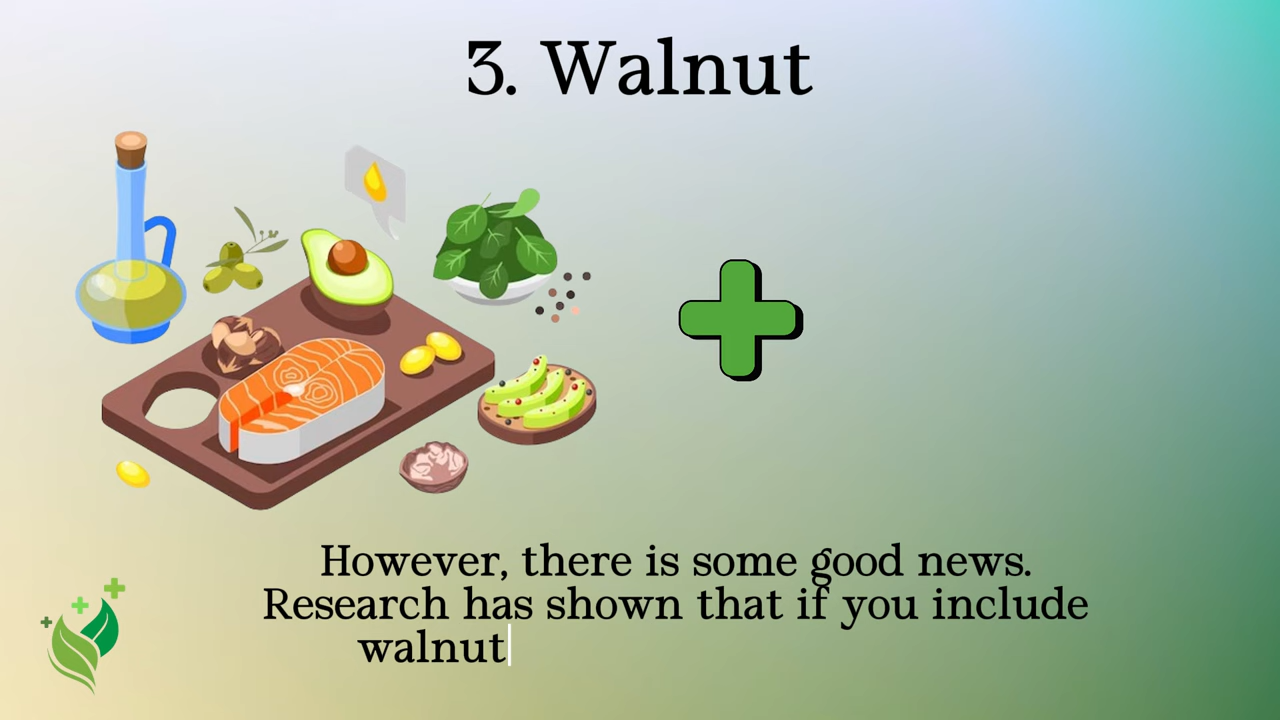 3. Walnut
However, there is some good news.
Research has shown that if you include
walnut